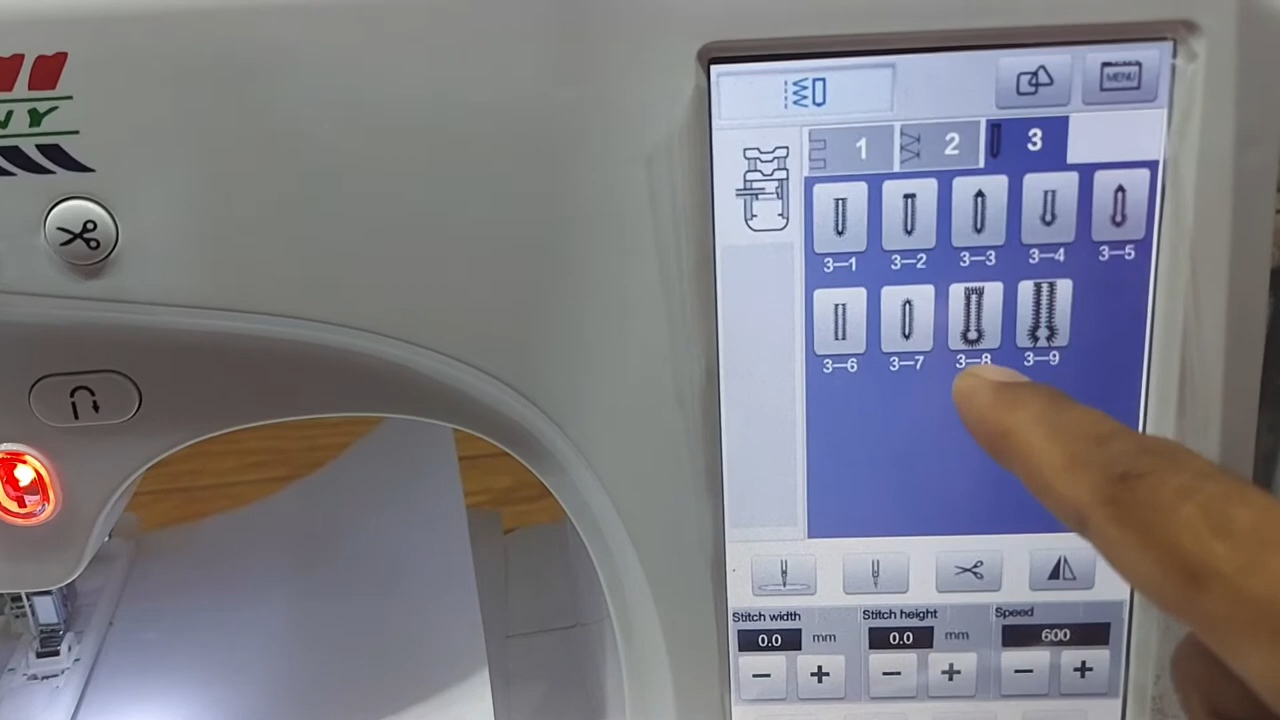 NY
MENU
1 2 3
3—1 3—2 3—3 3—4 3—5
3—6 3—7 3—8 3—9
Stitch width Stitch height Speed
0.0 mm 0.0 mm 600
− + − + − +